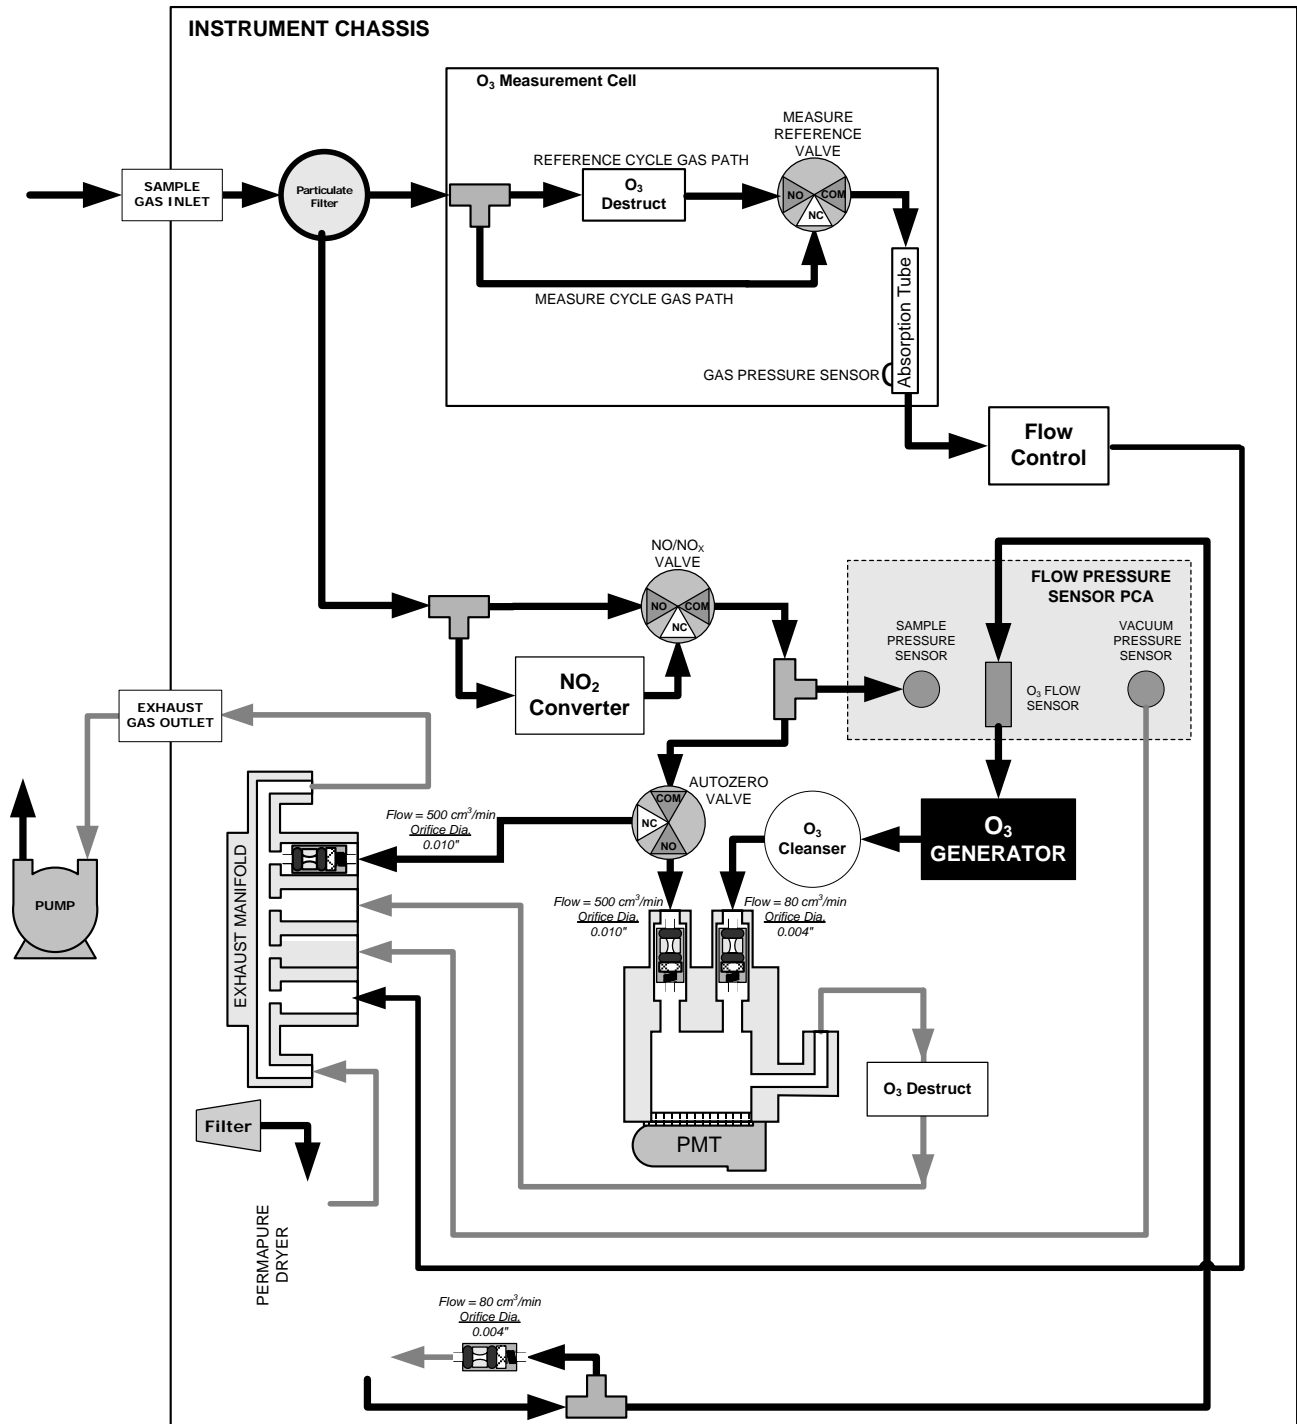 INSTRUMENT CHASSIS
O3 Measurement Cell
MEASURE
REFERENCE
VALVE
REFERENCE CYCLE GAS PATH
SAMPLE
GAS INLET
Particulate
Filter
O3
Destruct
NO
COM
NC
MEASURE CYCLE GAS PATH
Absorption Tube
GAS PRESSURE SENSOR
Flow
Control
NO/NOX
VALVE
NO
COM
NC
FLOW PRESSURE
SENSOR PCA
SAMPLE
PRESSURE
SENSOR
VACUUM
PRESSURE
SENSOR
O3 FLOW
SENSOR
NO2
Converter
EXHAUST
GAS OUTLET
AUTOZERO
VALVE
COM
NC
NO
Flow = 500 cm3/min
Orifice Dia.
0.010"
O3
Cleanser
O3
GENERATOR
PUMP
EXHAUST MANIFOLD
Flow = 500 cm3/min
Orifice Dia.
0.010"
Flow = 80 cm3/min
Orifice Dia.
0.004"
O3 Destruct
Filter
PMT
PERMAPURE
DRYER
Flow = 80 cm3/min
Orifice Dia.
0.004"